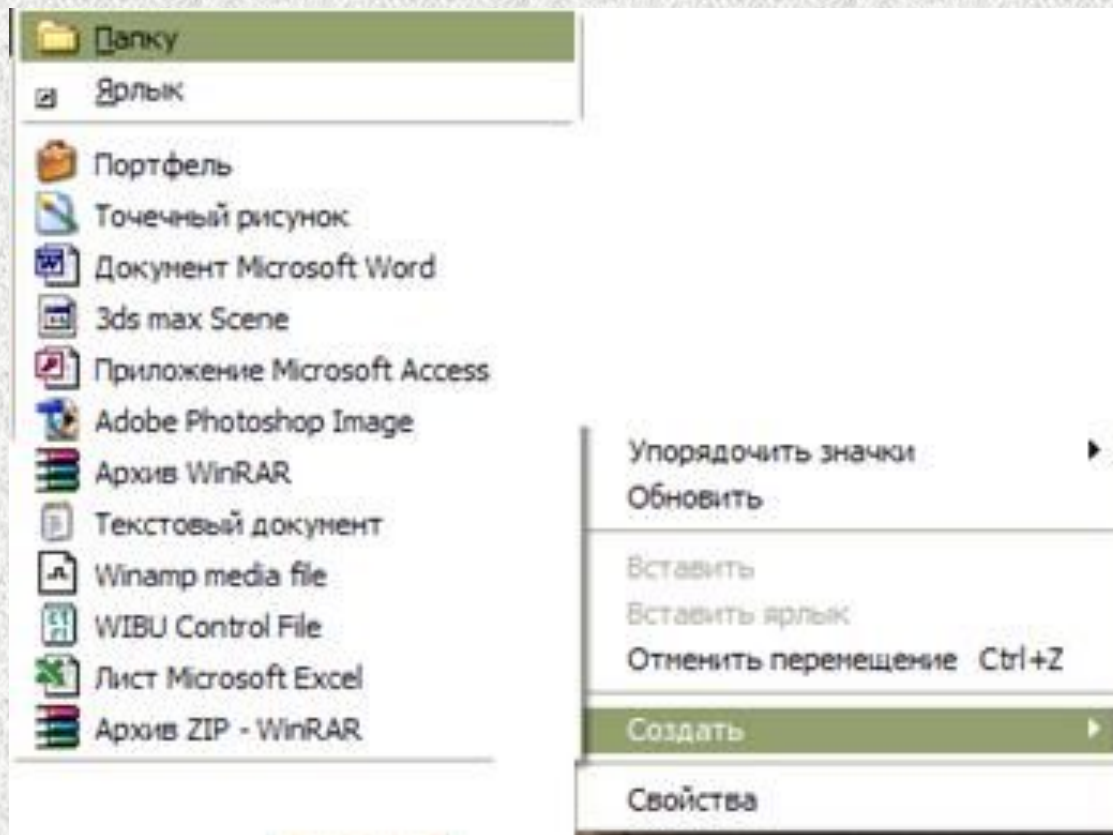 Папку
Ярлык
Портфель
Точечный рисунок
Документ Microsoft Word
3ds max Scene
Приложение Microsoft Access
Adobe Photoshop Image
Архив WinRAR
Текстовый документ
Winamp media file
WIBU Control File
Лист Microsoft Excel
Архив ZIP - WinRAR
Упорядочить значки
Обновить
Вставить
Вставить ярлык
Отменить перемещение Ctrl+Z
Создать
Свойства